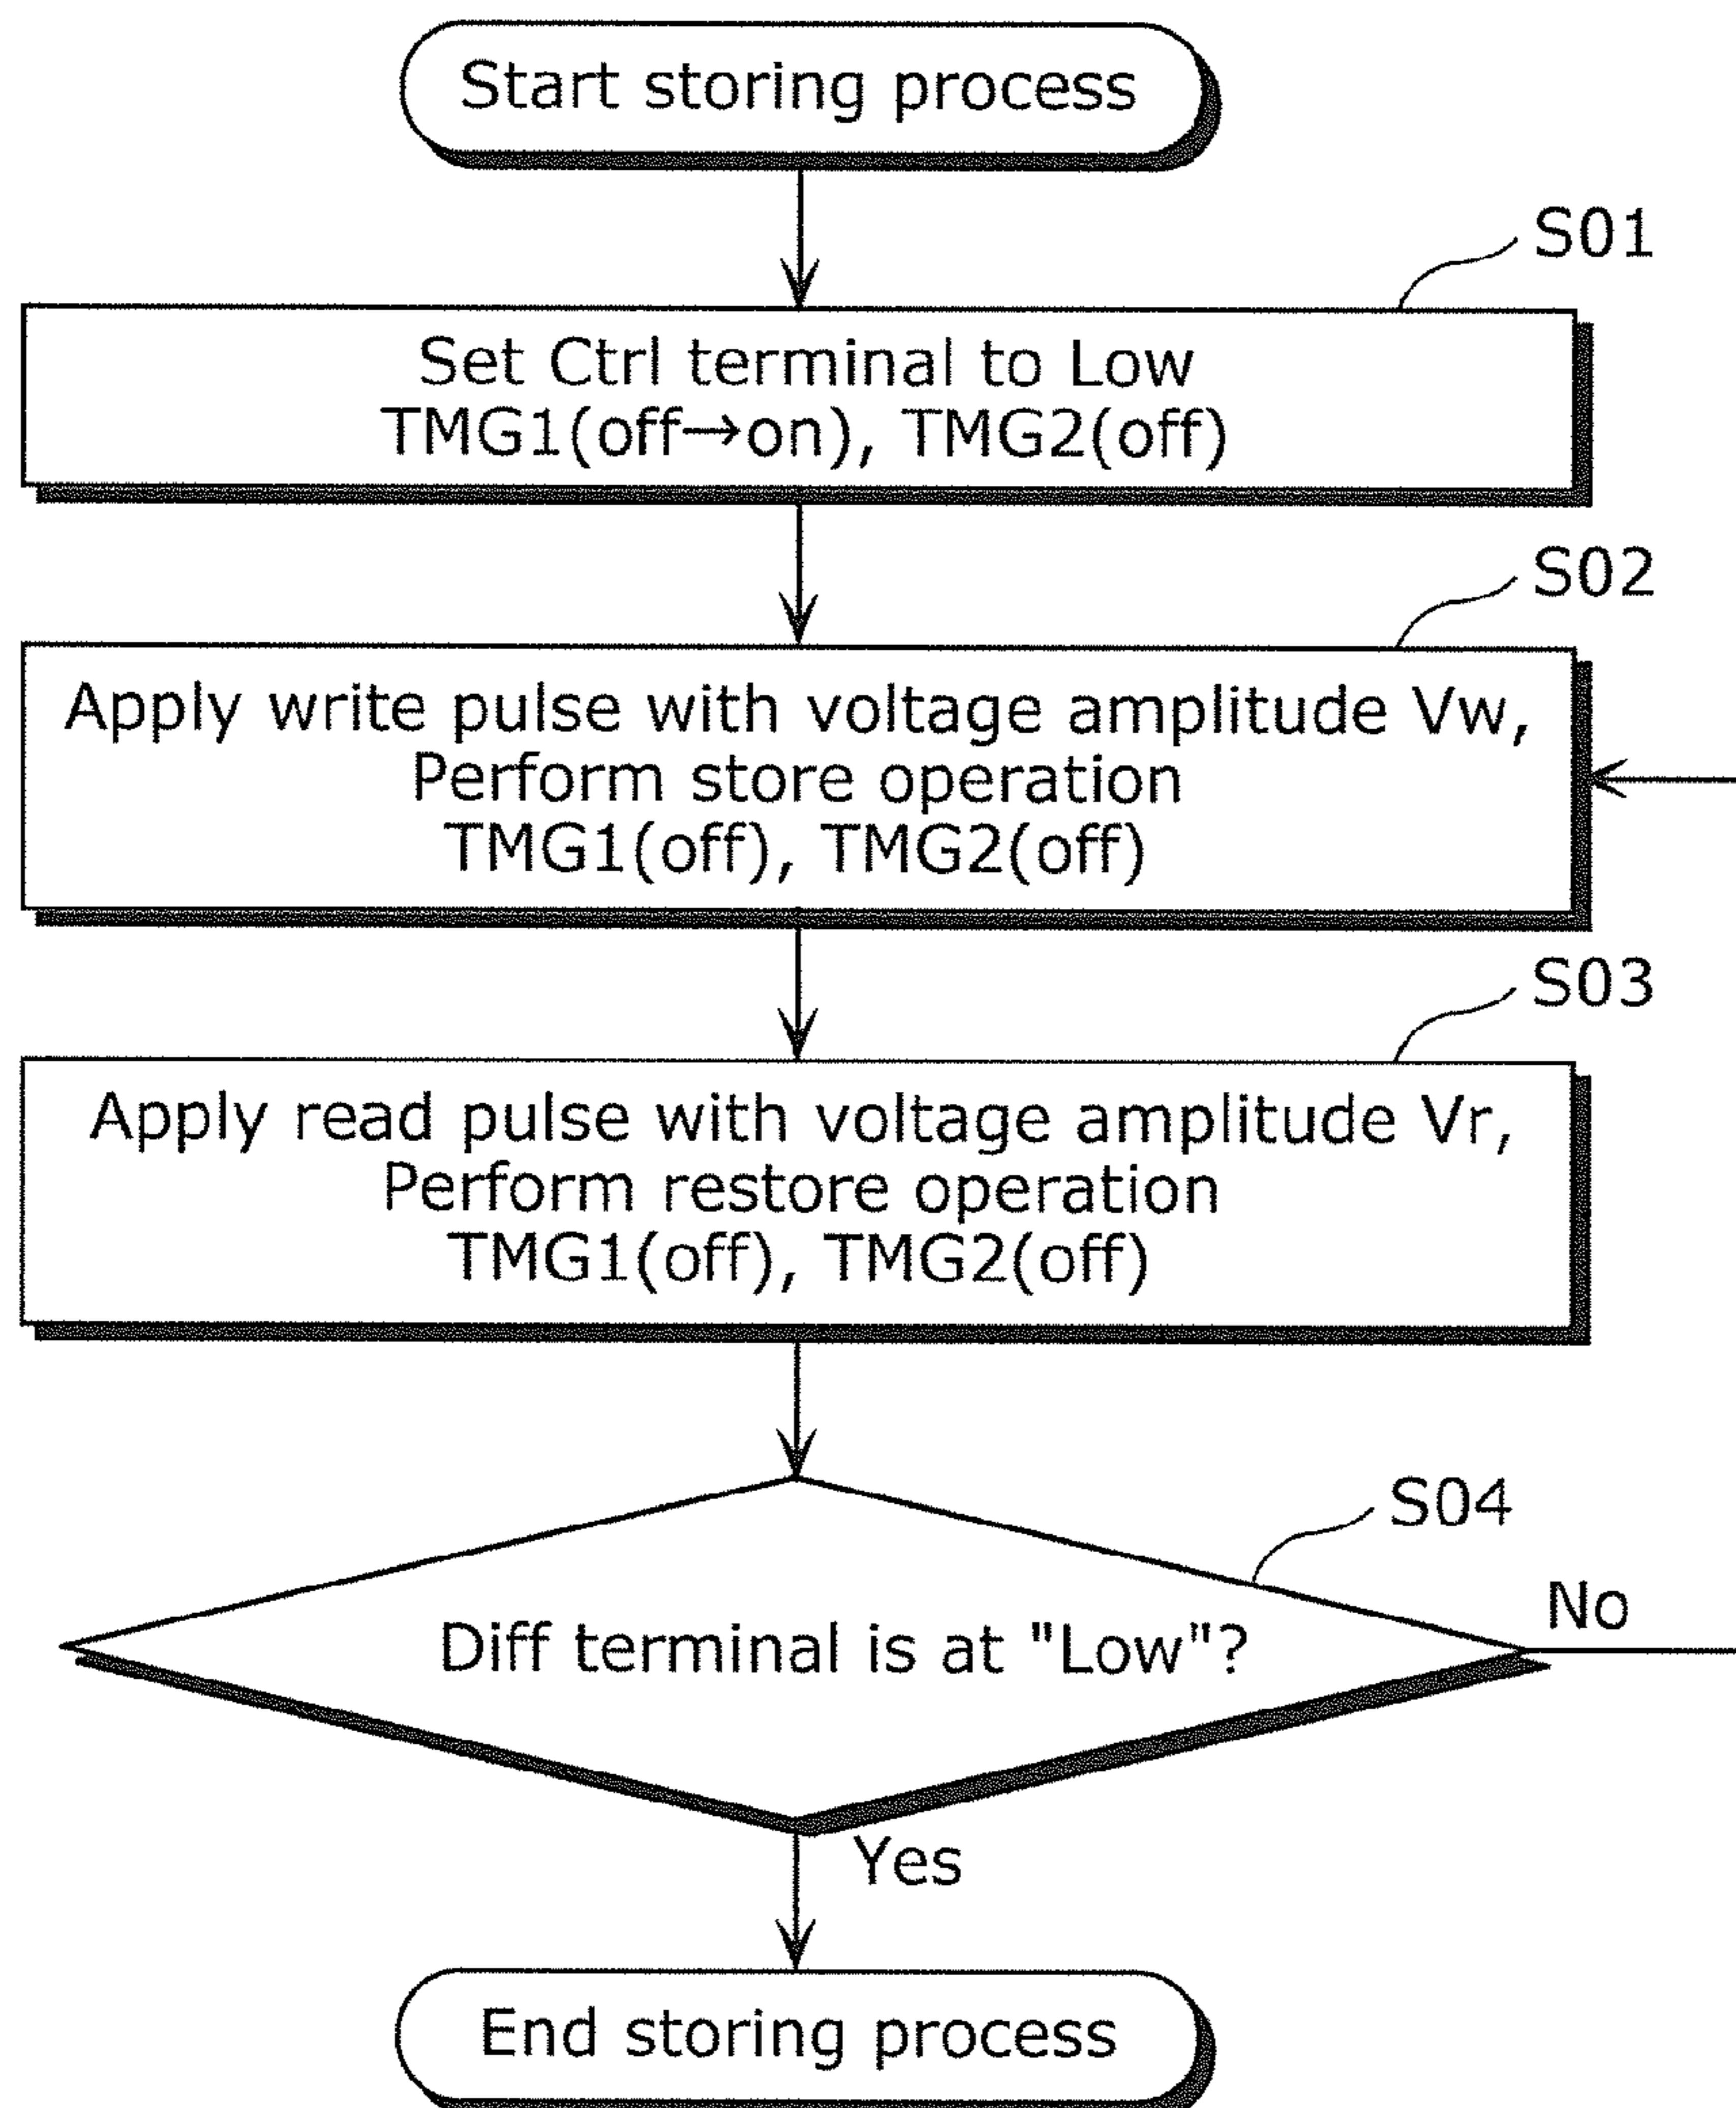 Start storing process
S01
Set Ctrl terminal to Low
TMG1(off→on), TMG2(off)
S02
Apply write pulse with voltage amplitude Vw,
Perform store operation
TMG1(off), TMG2(off)
S03
Apply read pulse with voltage amplitude Vr,
Perform restore operation
TMG1(off), TMG2(off)
S04
Diff terminal is at "Low"?
No
Yes
End storing process